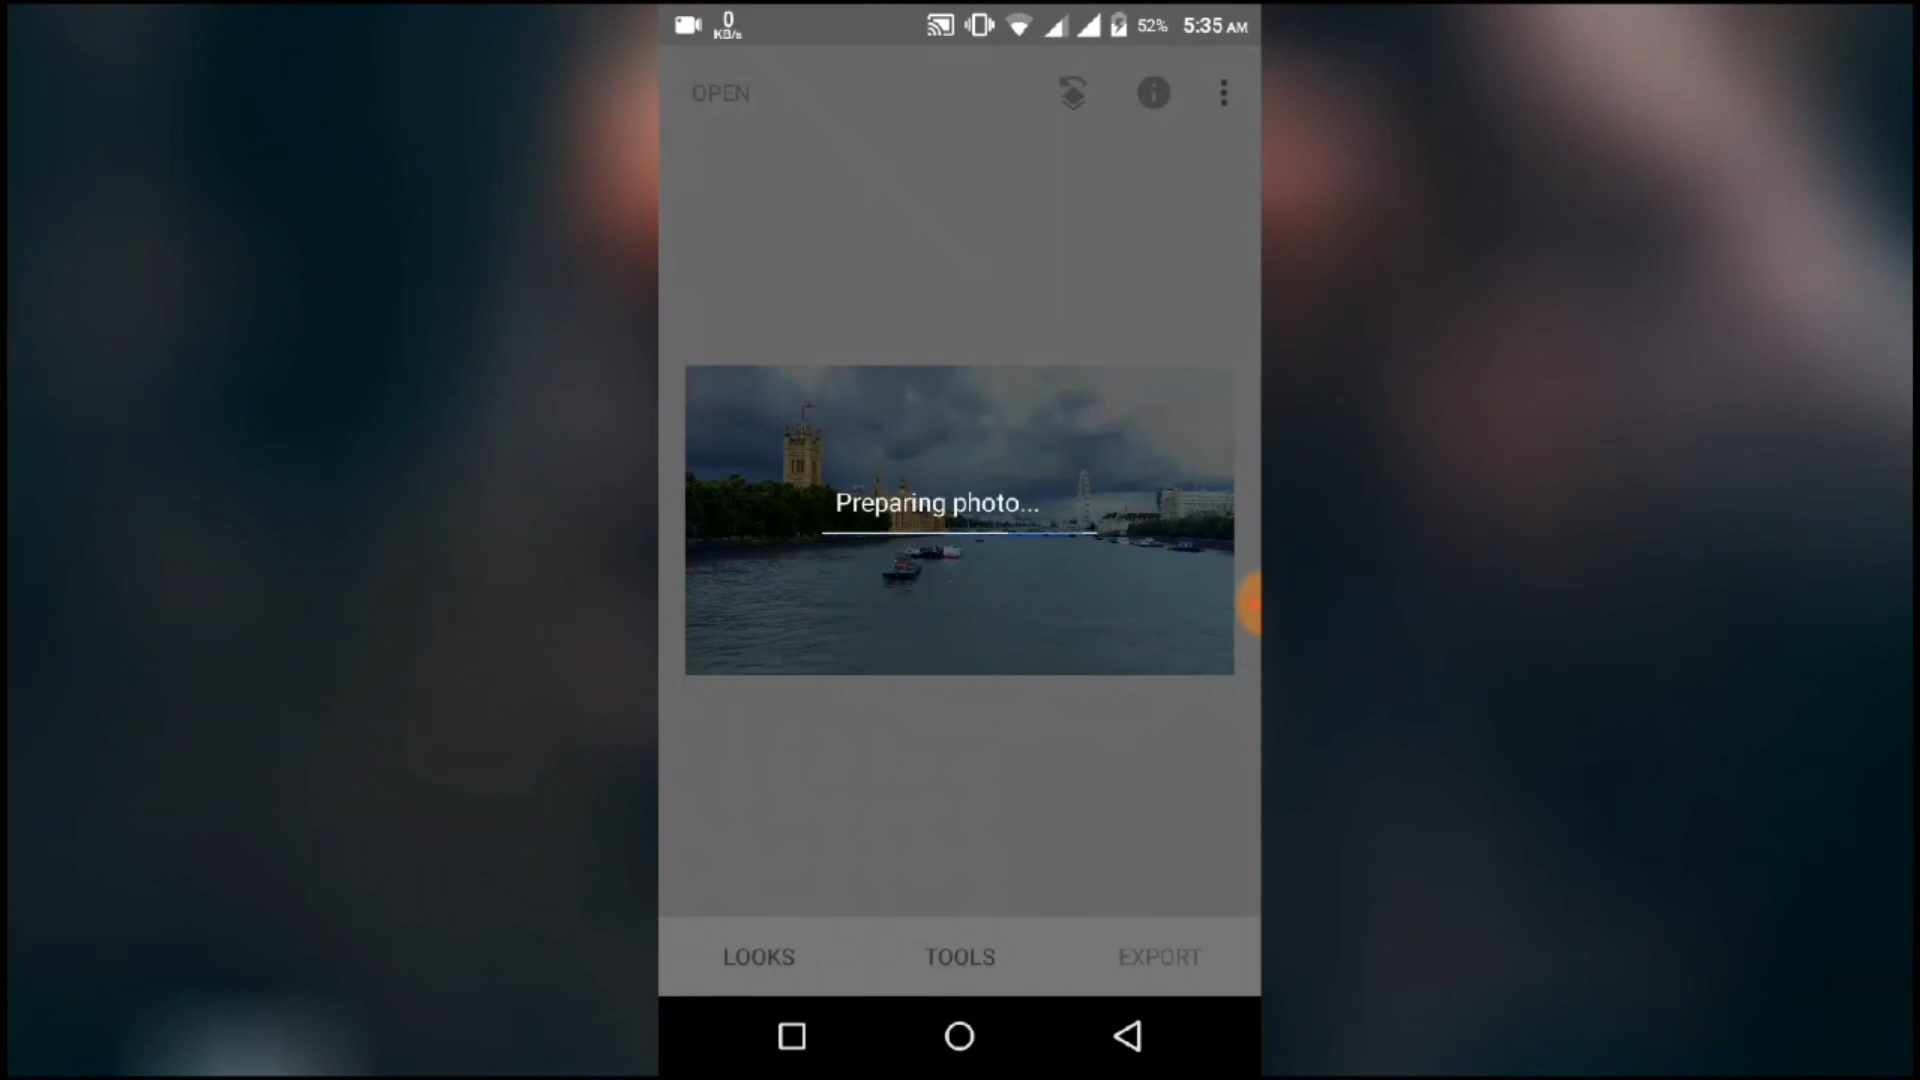 0
KB/s
52% 5:35 AM
OPEN
Preparing photo...
LOOKS TOOLS EXPORT